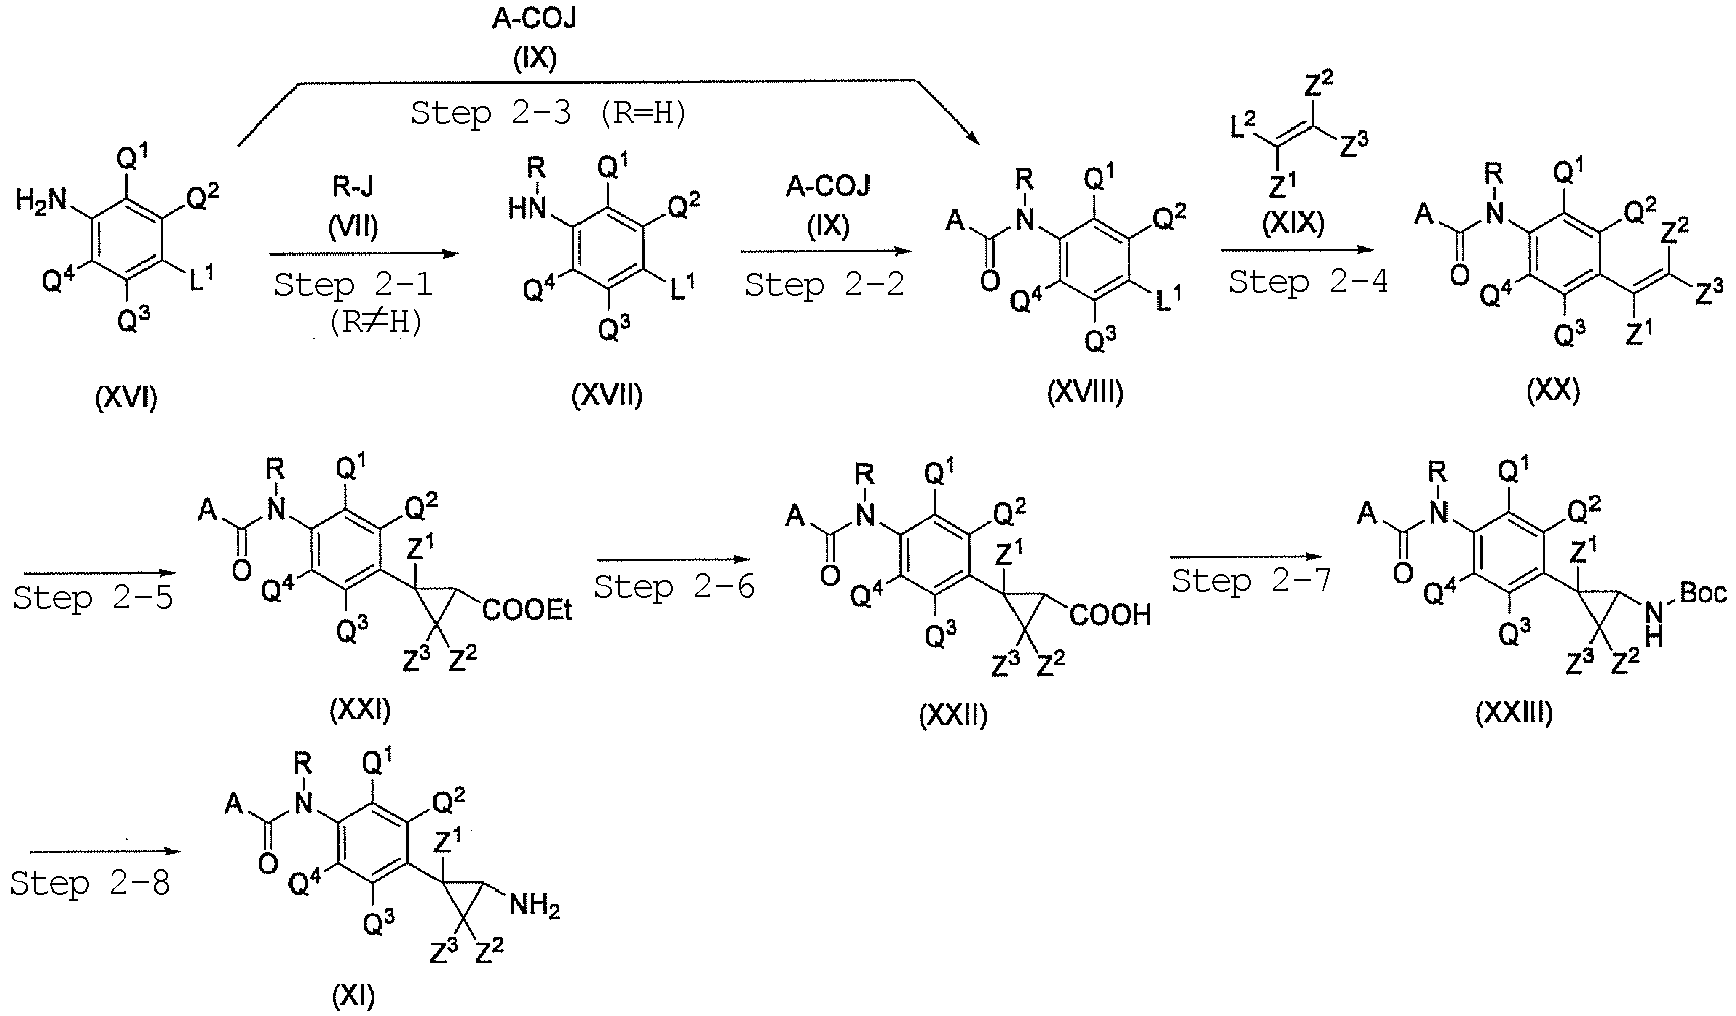 A-COJ
(IX)
Step 2-3 (R=H)
H₂N Q¹ Q² Q³ Q⁴ L¹
(XVI)
R-J
(VII)
Step 2-1
(R≠H)
R HN Q¹ Q² Q³ Q⁴ L¹
(XVII)
A-COJ
(IX)
Step 2-2
A O N R Q¹ Q² Q³ Q⁴ L¹
(XVIII)
L² Z¹ Z² Z³
(XIX)
Step 2-4
A O N R Q¹ Q² Q³ Q⁴ Z¹ Z² Z³
(XX)
Step 2-5
A O N R Q¹ Q² Q³ Q⁴ Z¹ Z² Z³ COOEt
(XXI)
Step 2-6
A O N R Q¹ Q² Q³ Q⁴ Z¹ Z² Z³ COOH
(XXII)
Step 2-7
A O N R Q¹ Q² Q³ Q⁴ Z¹ Z² Z³ N H Boc
(XXIII)
Step 2-8
A O N R Q¹ Q² Q³ Q⁴ Z¹ Z² Z³ NH₂
(XI)